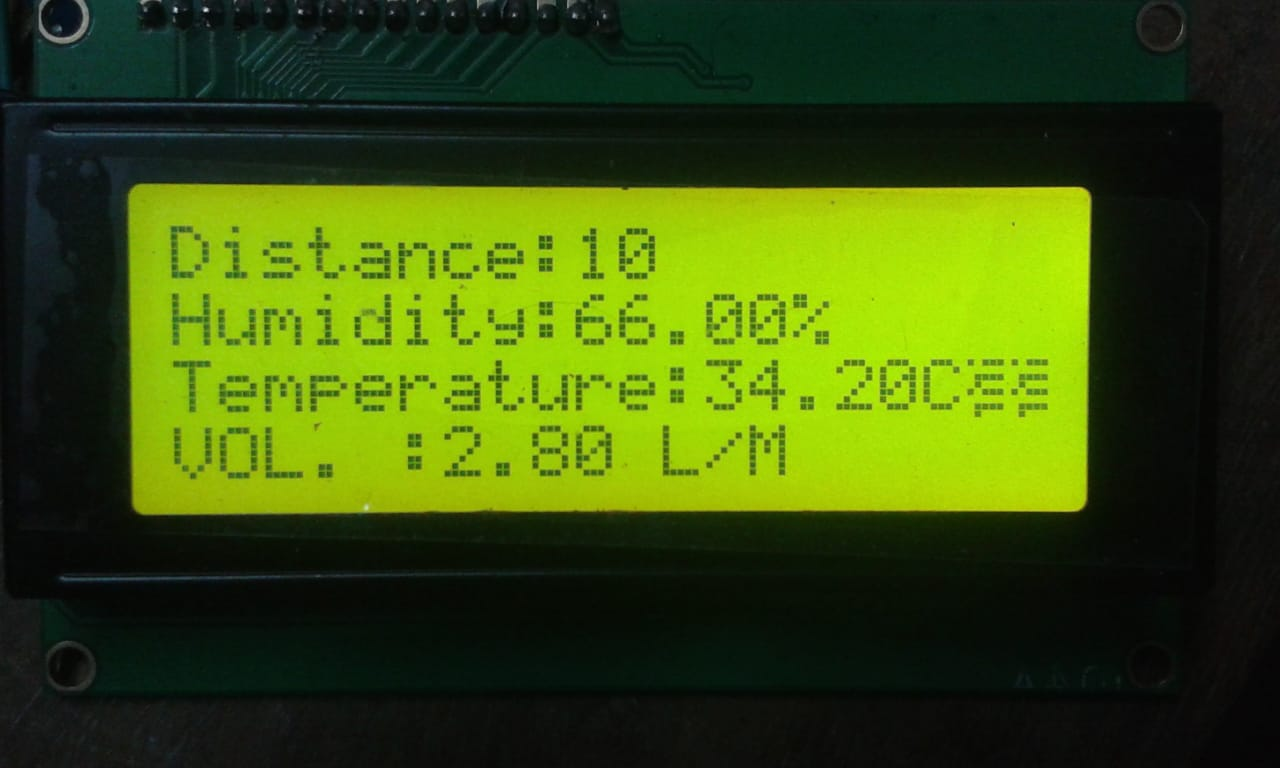 Distance:10
Humidity:66.00%
Temperature:34.20C
VOL. :2.80 L/M